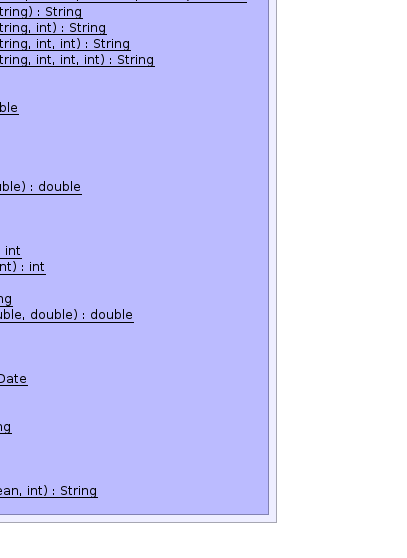 tring) : String
tring, int) : String
tring, int, int) : String
tring, int, int, int) : String
ble
uble) : double
int
nt) : int
ng
uble, double) : double
Date
ng
ean, int) : String